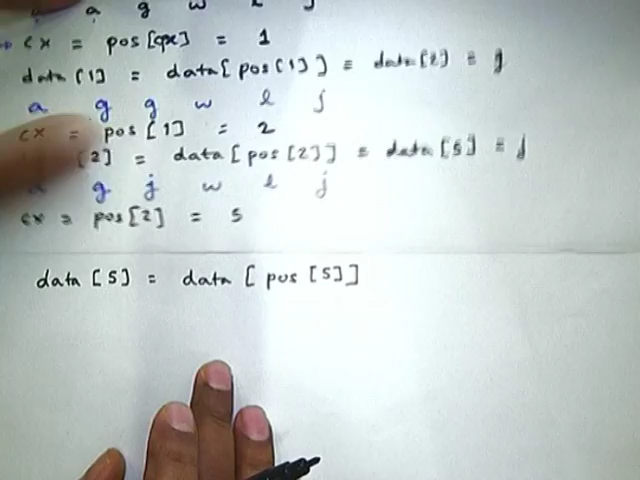 a g w l j
cx = pos[qx] = 1
data[1] = data[pos[1]] = data[2] = g
a g g w l j
cx = pos[1] = 2
[2] = data[pos[2]] = data[5] = j
g j w l j
cx = pos[2] = 5
data[5] = data[pos[5]]